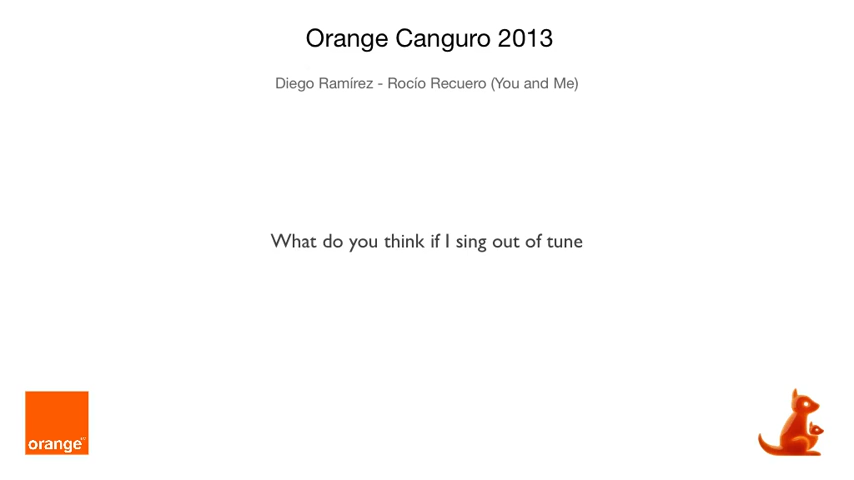 Orange Canguro 2013
Diego Ramírez - Rocío Recuero (You and Me)
What do you think if I sing out of tune
orange